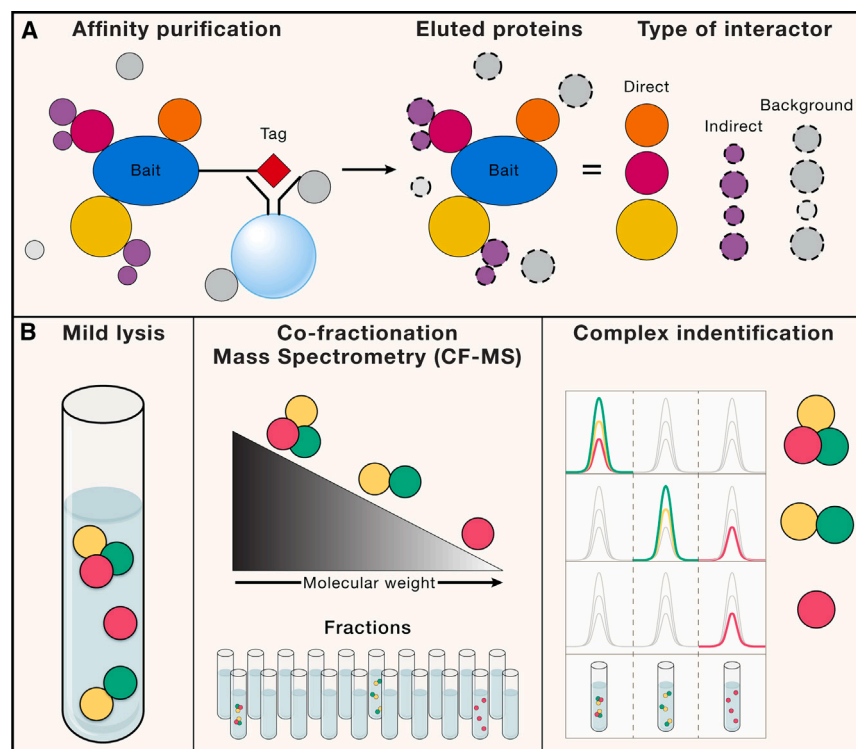 A
Affinity purification
Eluted proteins
Type of interactor
Tag
Bait
Bait
=
Direct
Indirect
Background
B
Mild lysis
Co-fractionation
Mass Spectrometry (CF-MS)
Molecular weight
Fractions
Complex indentification